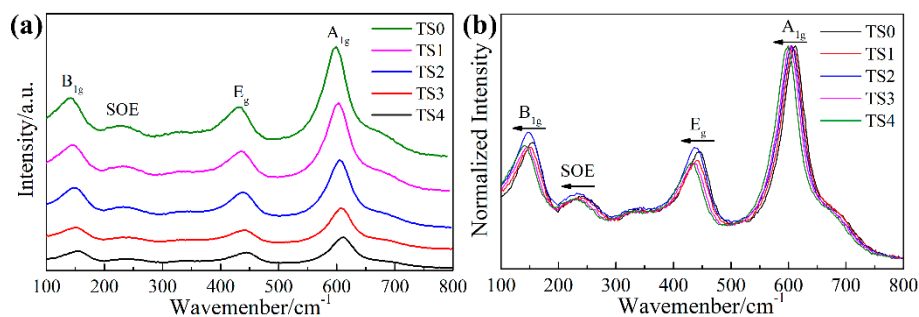 (a)
A1g
TS0
TS1
TS2
TS3
TS4
B1g
SOE
Eg
Intensity/a.u.
100 200 300 400 500 600 700 800
Wavemenber/cm-1
(b)
A1g
TS0
TS1
TS2
TS3
TS4
B1g
Eg
SOE
Normalized Intensity
100 200 300 400 500 600 700 800
Wavemenber/cm-1